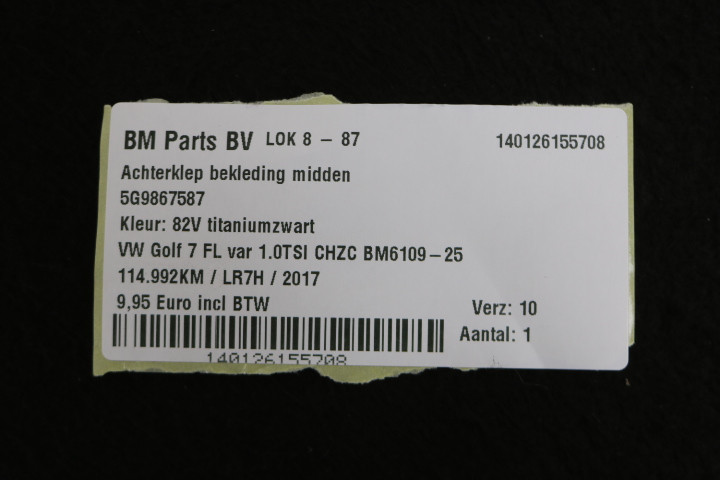 BM Parts BV LOK 8 – 87 140126155708
Achterklep bekleding midden
5G9867587
Kleur: 82V titaniumzwart
VW Golf 7 FL var 1.0TSI CHZC BM6109-25
114.992KM / LR7H / 2017
9,95 Euro incl BTW Verz: 10
Aantal: 1
140126155708